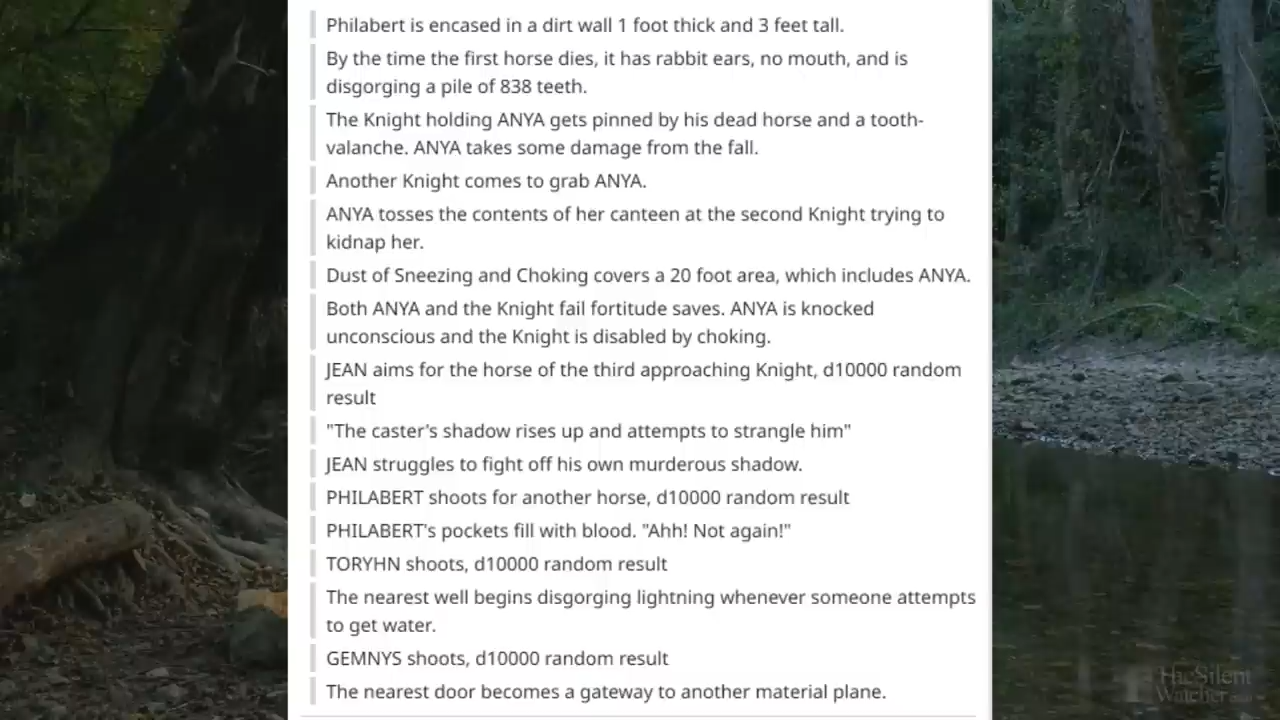 Philabert is encased in a dirt wall 1 foot thick and 3 feet tall.
By the time the first horse dies, it has rabbit ears, no mouth, and is
disgorging a pile of 838 teeth.
The Knight holding ANYA gets pinned by his dead horse and a tooth-
valanche. ANYA takes some damage from the fall.
Another Knight comes to grab ANYA.
ANYA tosses the contents of her canteen at the second Knight trying to
kidnap her.
Dust of Sneezing and Choking covers a 20 foot area, which includes ANYA.
Both ANYA and the Knight fail fortitude saves. ANYA is knocked
unconscious and the Knight is disabled by choking.
JEAN aims for the horse of the third approaching Knight, d10000 random
result
"The caster's shadow rises up and attempts to strangle him"
JEAN struggles to fight off his own murderous shadow.
PHILABERT shoots for another horse, d10000 random result
PHILABERT's pockets fill with blood. "Ahh! Not again!"
TORYHN shoots, d10000 random result
The nearest well begins disgorging lightning whenever someone attempts
to get water.
GEMNYS shoots, d10000 random result
The nearest door becomes a gateway to another material plane.
Silent
Watcher